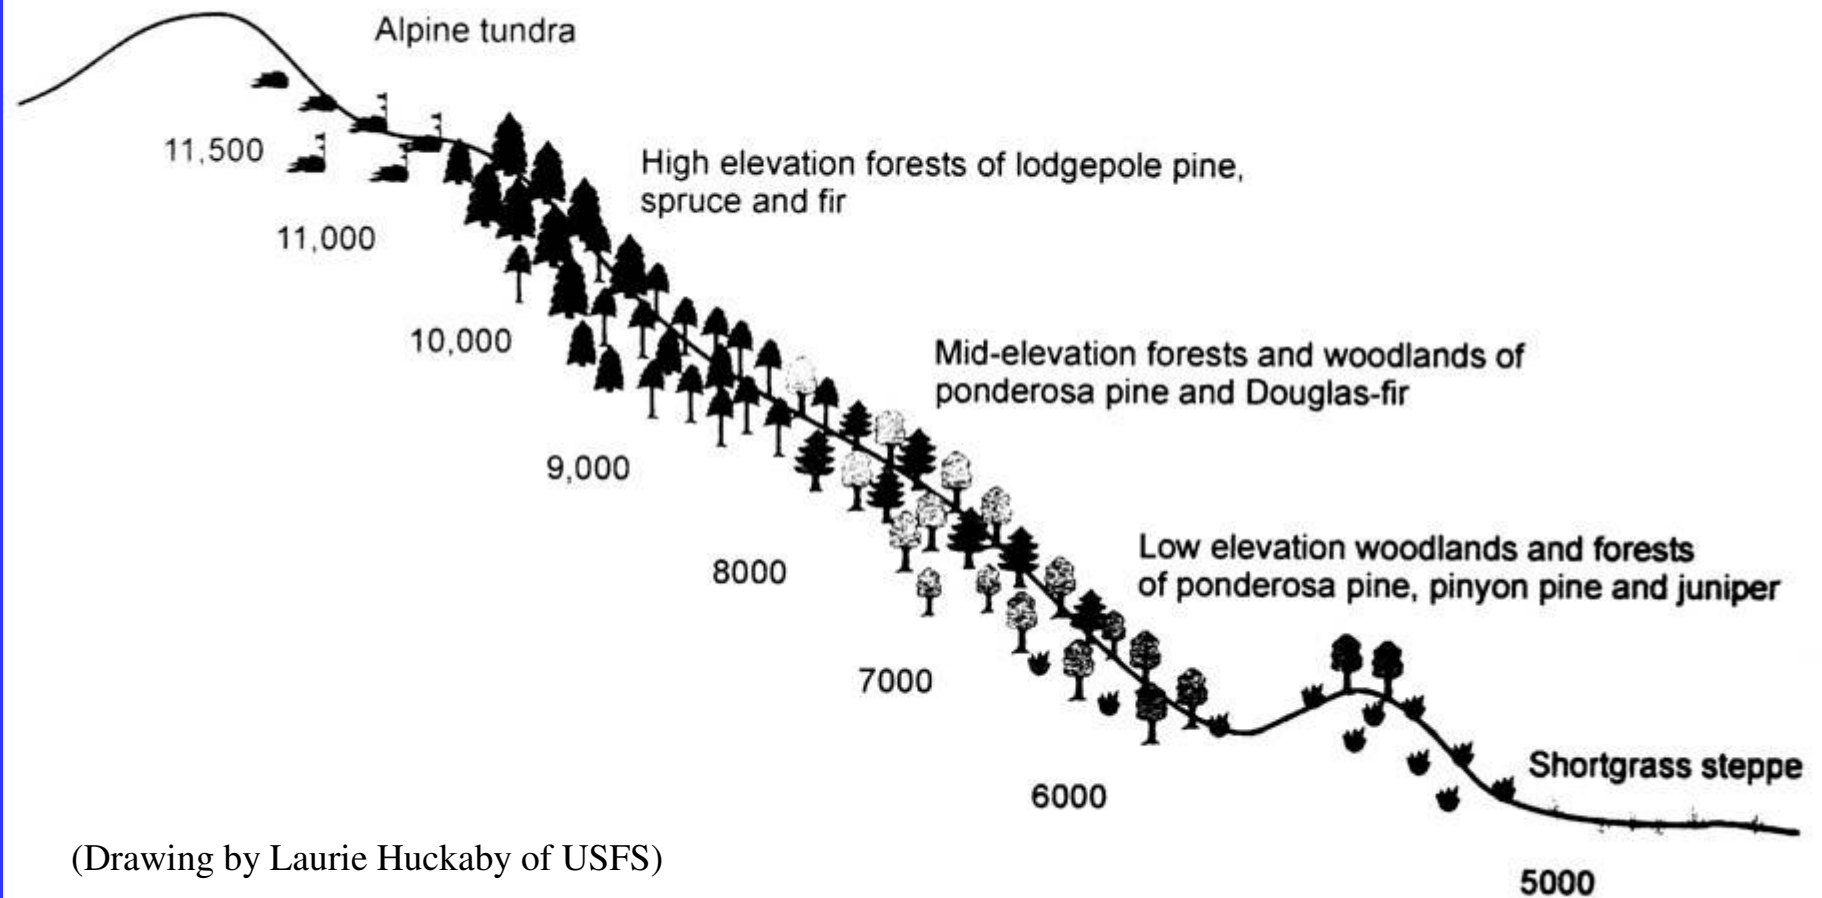 Alpine tundra
11,500
High elevation forests of lodgepole pine,
spruce and fir
11,000
10,000
Mid-elevation forests and woodlands of
ponderosa pine and Douglas-fir
9,000
8000
Low elevation woodlands and forests
of ponderosa pine, pinyon pine and juniper
7000
6000
Shortgrass steppe
5000
(Drawing by Laurie Huckaby of USFS)